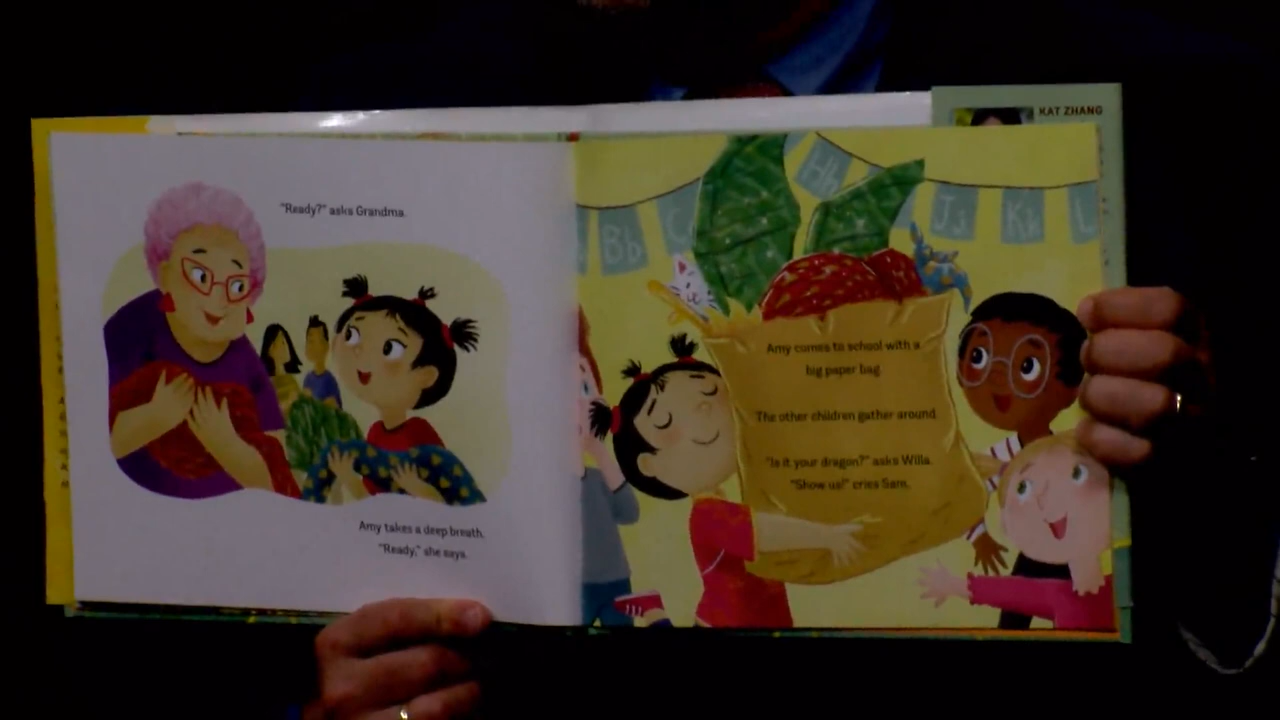 KAT ZHANG
"Ready?" asks Grandma.
Amy takes a deep breath.
"Ready," she says.
Bb
C
Hh
Jj
Kk
L
Amy comes to school with a
big paper bag.
The other children gather around.
"Is it your dragon?" asks Willa.
"Show us!" cries Sam.